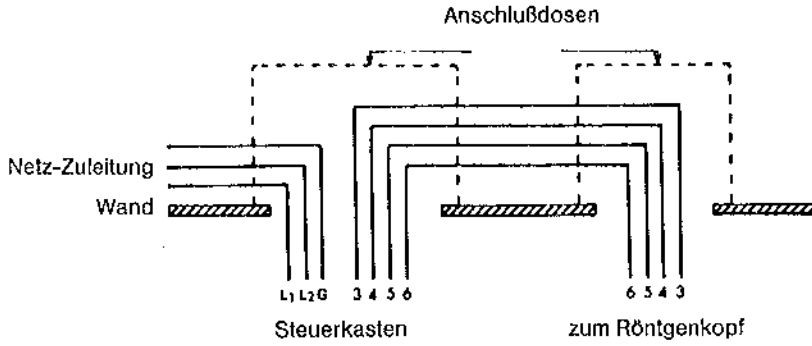 Anschlußdosen
Netz-Zuleitung
Wand
L1 L2 G 3 4 5 6 6 5 4 3
Steuerkasten zum Röntgenkopf